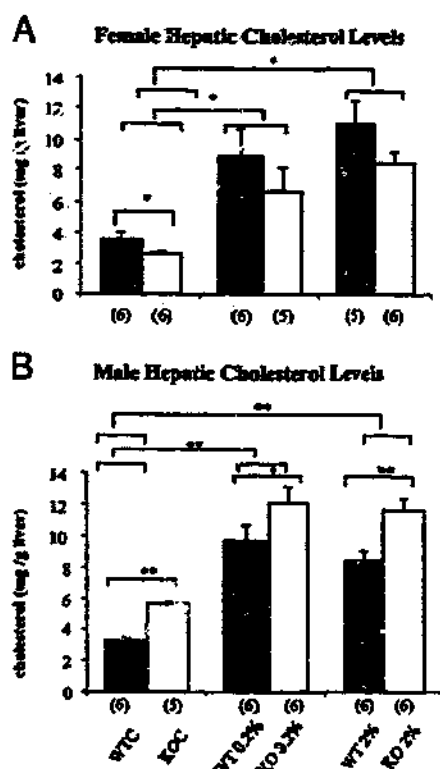 A
Female Hepatic Cholesterol Levels
cholesterol (mg / g liver)
14
12
10
8
6
4
2
0
*
*
*
(6) (6) (6) (5) (5) (6)
B
Male Hepatic Cholesterol Levels
cholesterol (mg /g liver)
14
12
10
8
6
4
2
0
**
**
**
*
**
(6) (5) (6) (6) (6) (6)
WTC KOC WT 0.2% KO 0.2% WT 2% KO 2%